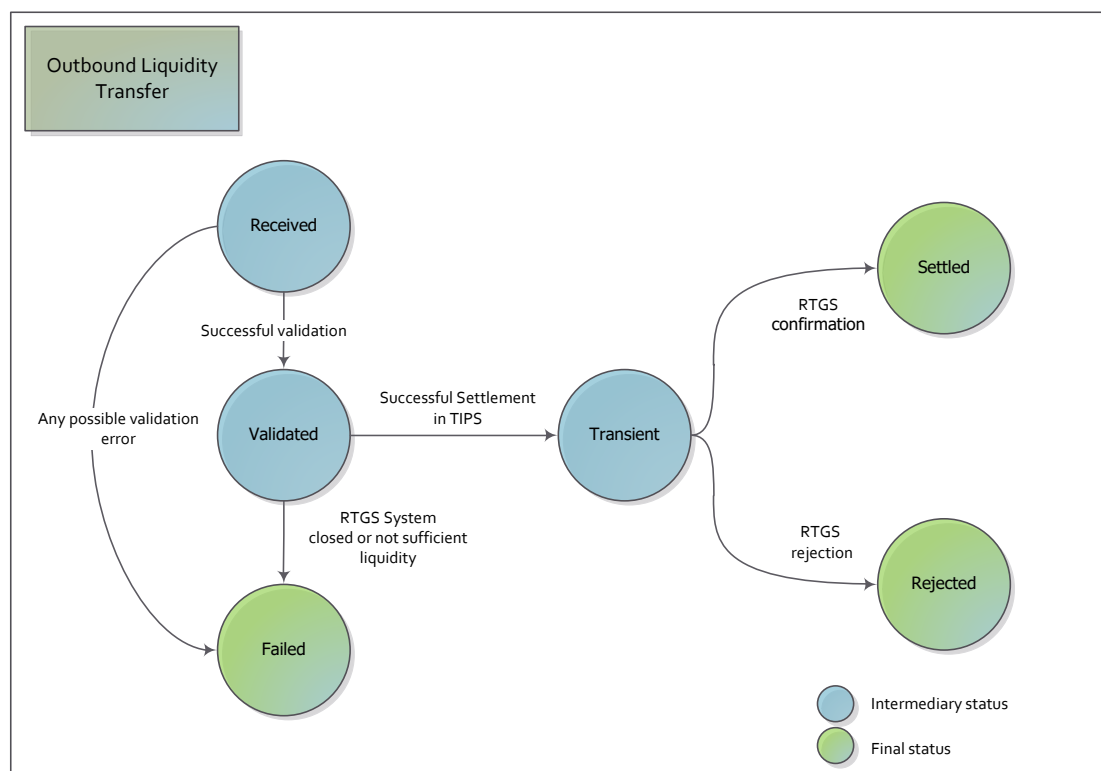 Outbound Liquidity
Transfer
Received
Successful validation
Any possible validation
error
Validated
Successful Settlement
in TIPS
Transient
RTGS System
closed or not sufficient
liquidity
Failed
Settled
RTGS
confirmation
RTGS
rejection
Rejected
Intermediary status
Final status